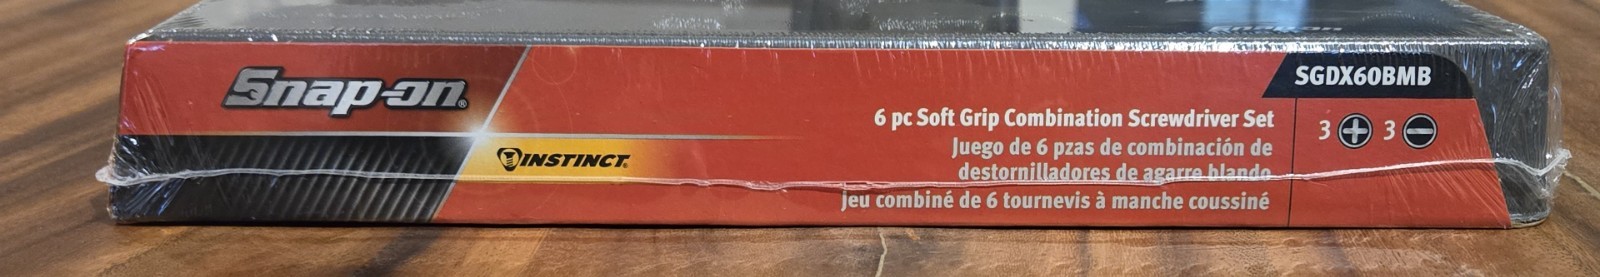 Snap-on®
INSTINCT®
SGDX60BMB
6 pc Soft Grip Combination Screwdriver Set
Juego de 6 pzas de combinación de
destornilladores de agarre blando
Jeu combiné de 6 tournevis à manche coussiné
3 3